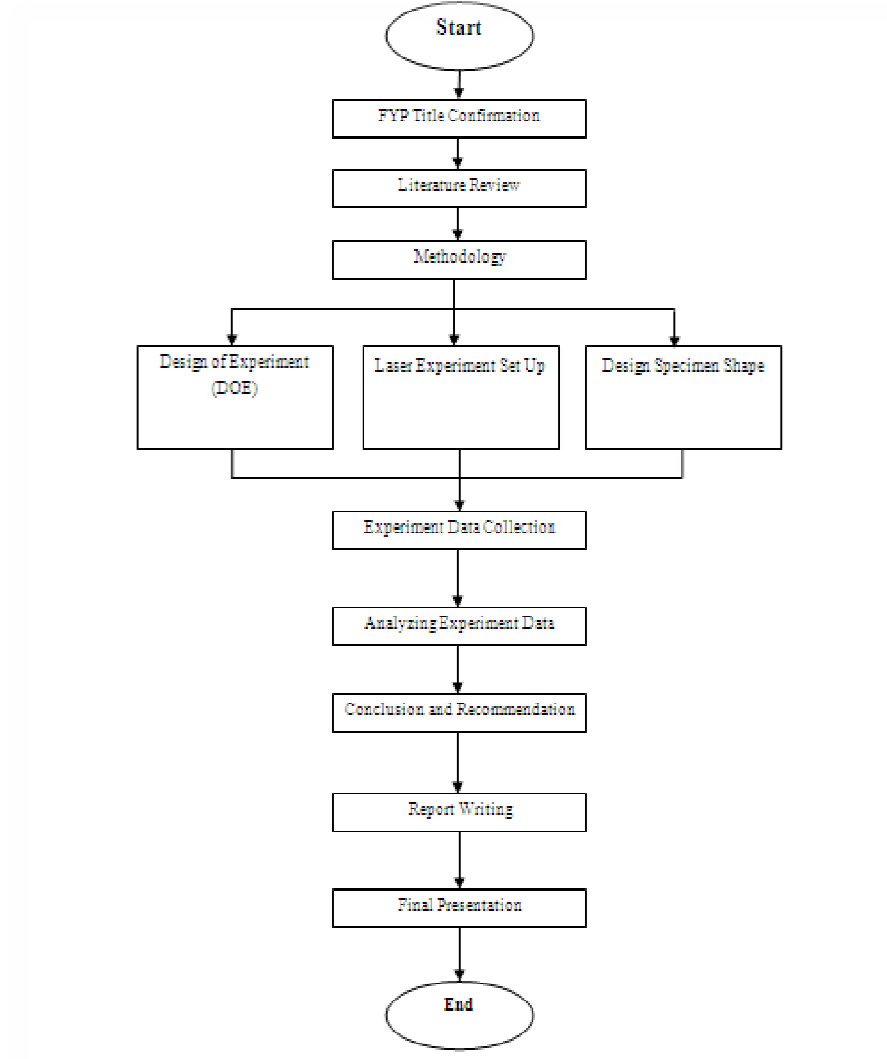 Start
FYP Title Confirmation
Literature Review
Methodology
Design of Experiment
(DOE)
Laser Experiment Set Up
Design Specimen Shape
Experiment Data Collection
Analyzing Experiment Data
Conclusion and Recommendation
Report Writing
Final Presentation
End